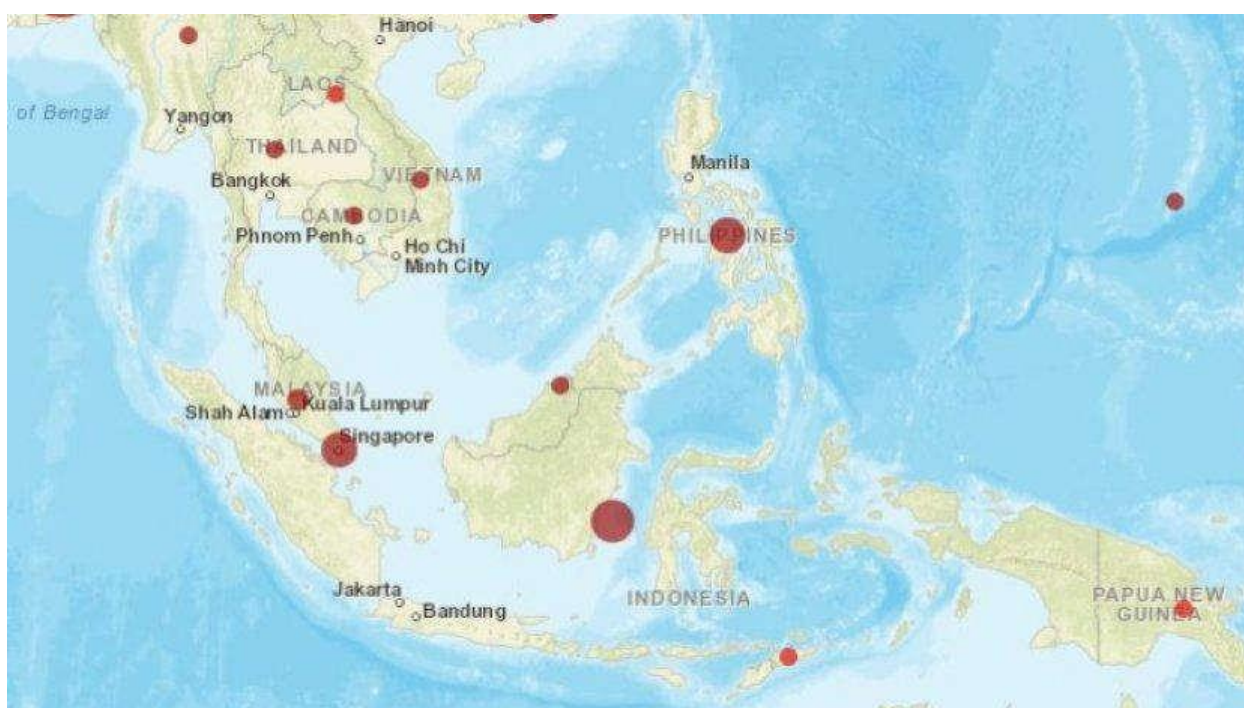 Hanoi
LAOS
of Bengal
Yangon
THAILAND
Manila
Bangkok
VIETNAM
CAMBODIA
Phnom Penh
Ho Chi
Minh City
PHILIPPINES
MALAYSIA
Kuala Lumpur
Shah Alam
Singapore
Jakarta
Bandung
INDONESIA
PAPUA NEW
GUINEA